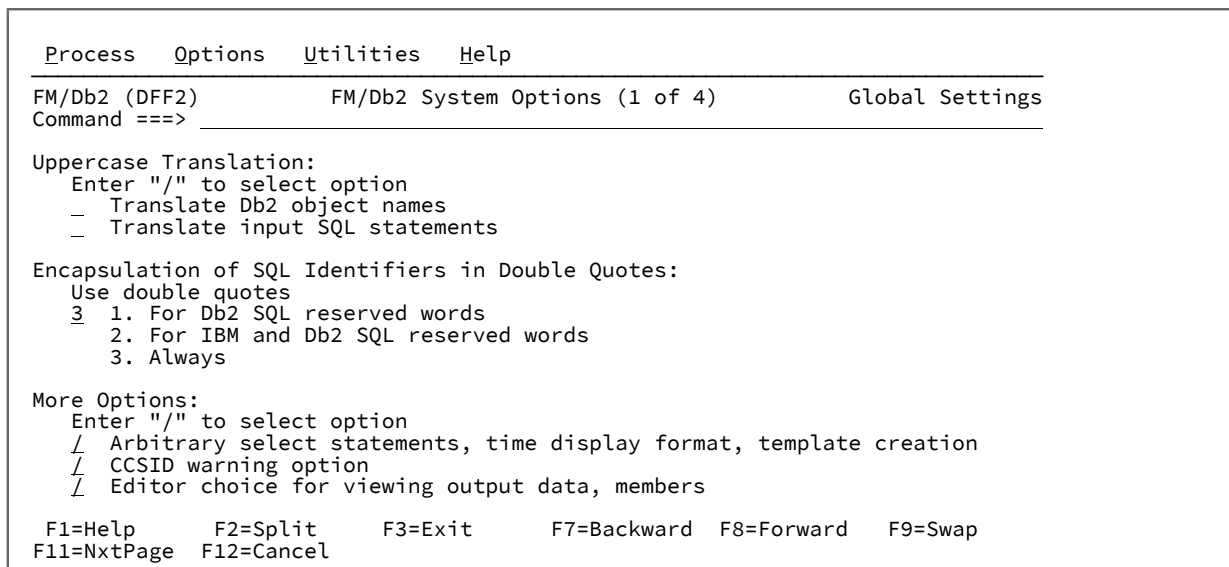 Process   Options   Utilities   Help
FM/Db2 (DFF2)          FM/Db2 System Options (1 of 4)          Global Settings
Command ===>
Uppercase Translation:
Enter "/" to select option
_  Translate Db2 object names
_  Translate input SQL statements
Encapsulation of SQL Identifiers in Double Quotes:
Use double quotes
3  1. For Db2 SQL reserved words
2. For IBM and Db2 SQL reserved words
3. Always
More Options:
Enter "/" to select option
/  Arbitrary select statements, time display format, template creation
/  CCSID warning option
/  Editor choice for viewing output data, members
F1=Help      F2=Split     F3=Exit      F7=Backward  F8=Forward   F9=Swap
F11=NxtPage  F12=Cancel